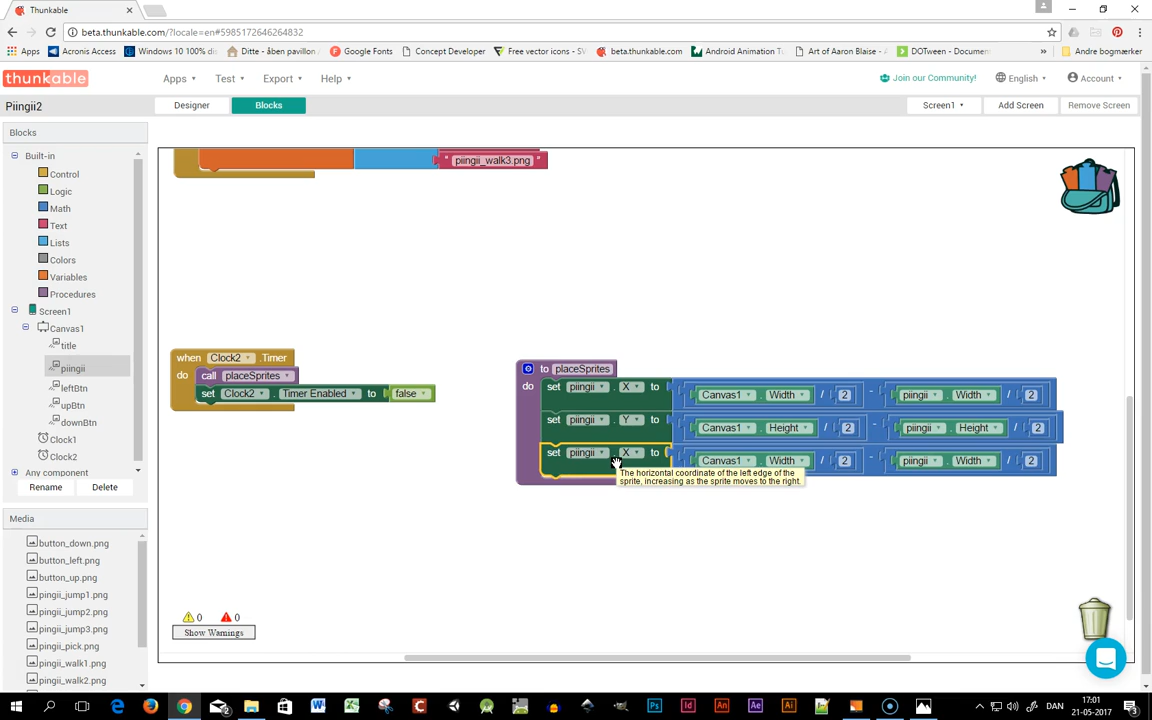 Thunkable
beta.thunkable.com/?locale=en#5985172646264832
Apps
Acronis Access
Windows 10 100% di
Ditte - åben pavillon /
Google Fonts
Concept Developer
Free vector icons - SV
beta.thunkable.com
Android Animation Tu
Art of Aaron Blaise
DOTween - Documen
Andre bogmærker
thunkable
Apps
Test
Export
Help
Join our Community!
English
Account
Piingii2
Designer
Blocks
Screen1
Add Screen
Remove Screen
Blocks
Built-in
Control
Logic
Math
Text
Lists
Colors
Variables
Procedures
Screen1
Canvas1
title
piingii
leftBtn
upBtn
downBtn
Clock1
Clock2
Any component
Rename
Delete
Media
button_down.png
button_left.png
button_up.png
pingii_jump1.png
pingii_jump2.png
pingii_jump3.png
pingii_pick.png
pingii_walk1.png
pingii_walk2.png
" piingii_walk3.png "
when Clock2 .Timer
do call placeSprites
set Clock2 . Timer Enabled to false
to placeSprites
do set piingii . X to Canvas1 . Width / 2 - piingii . Width / 2
set piingii . Y to Canvas1 . Height / 2 - piingii . Height / 2
set piingii . X to Canvas1 . Width / 2 - piingii . Width / 2
The horizontal coordinate of the left edge of the
sprite, increasing as the sprite moves to the right.
0 0
Show Warnings
DAN
17:01
21-05-2017